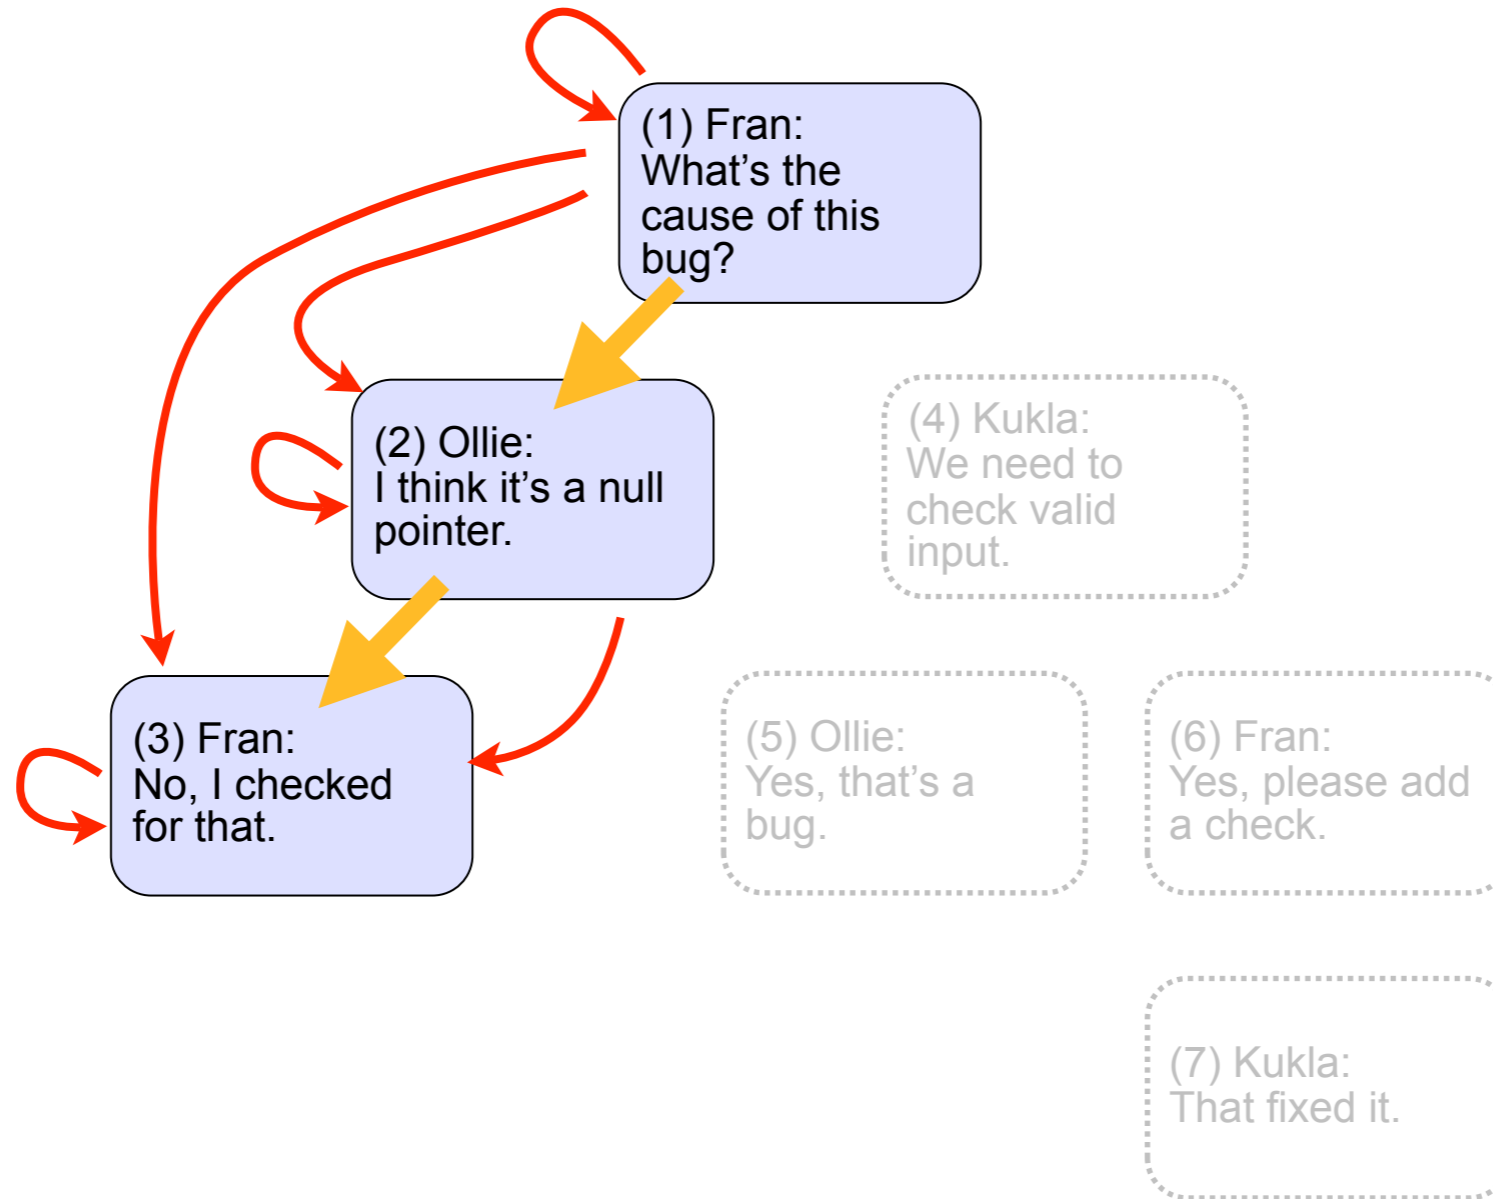 (1) Fran:
What’s the
cause of this
bug?
(2) Ollie:
I think it’s a null
pointer.
(4) Kukla:
We need to
check valid
input.
(3) Fran:
No, I checked
for that.
(5) Ollie:
Yes, that’s a
bug.
(6) Fran:
Yes, please add
a check.
(7) Kukla:
That fixed it.